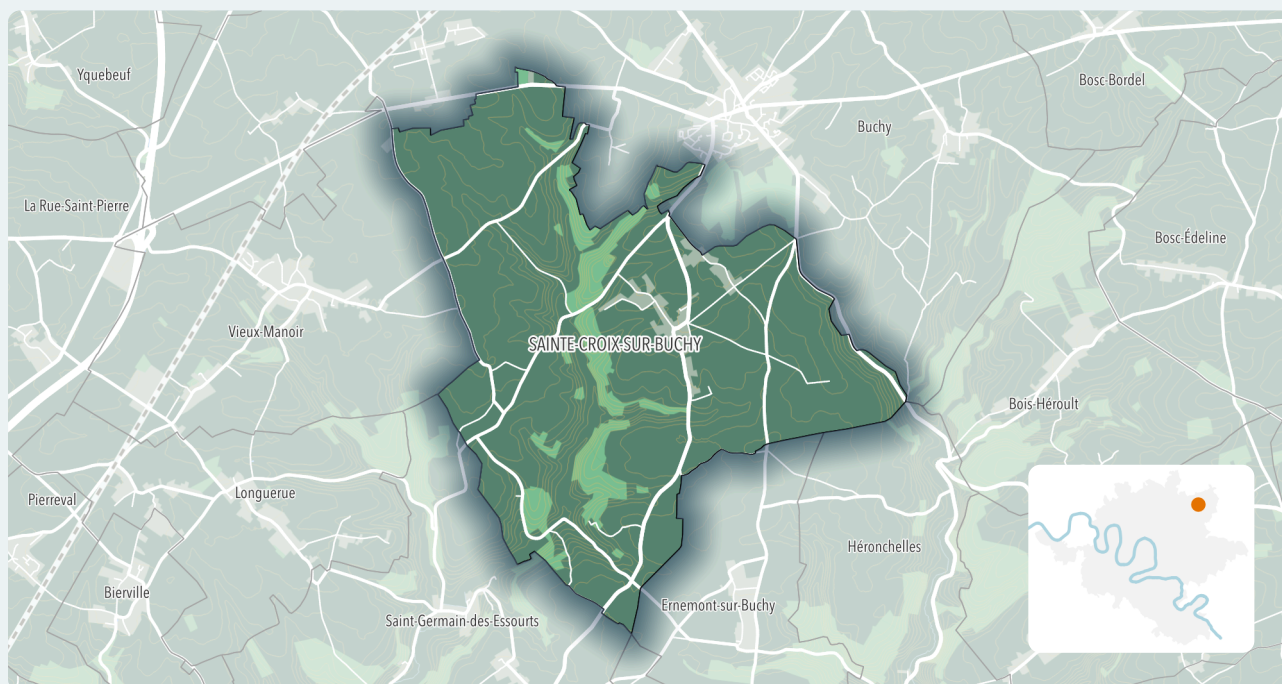 Yquebeuf
Bosc-Bordel
Buchy
La Rue-Saint-Pierre
Bosc-Édeline
Vieux-Manoir
SAINTE-CROIX-SUR-BUCHY
Bois-Héroult
Longuerue
Pierreval
Héronchelles
Bierville
Ernemont-sur-Buchy
Saint-Germain-des-Essourts